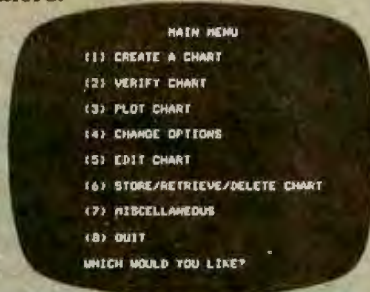 MAIN MENU
(1) CREATE A CHART
(2) VERIFY CHART
(3) PLOT CHART
(4) CHANGE OPTIONS
(5) EDIT CHART
(6) STORE/RETRIEVE/DELETE CHART
(7) MISCELLANEOUS
(8) QUIT
WHICH WOULD YOU LIKE?